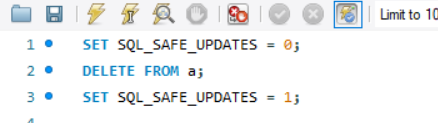 Limit to 10
1 SET SQL_SAFE_UPDATES = 0;
2 DELETE FROM a;
3 SET SQL_SAFE_UPDATES = 1;
4